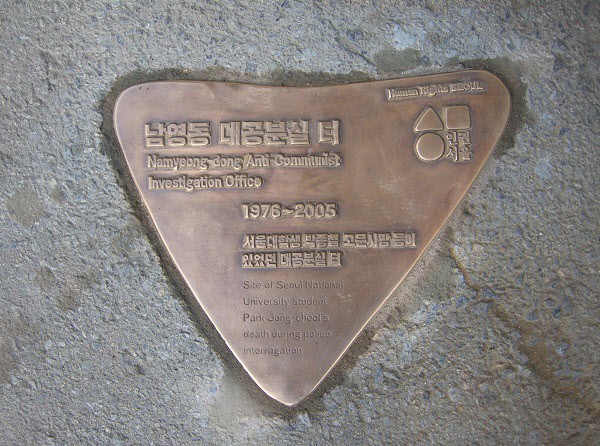 Human Rights SEOUL
인권
서울
남영동 대공분실 터
Namyeong-dong Anti-Communist
Investigation Office
1976~2005
서울대학생 박종철 고문사망 등이
있었던 대공분실 터
Site of Seoul National
University student
Park Jong-cheol's
death during police
interrogation